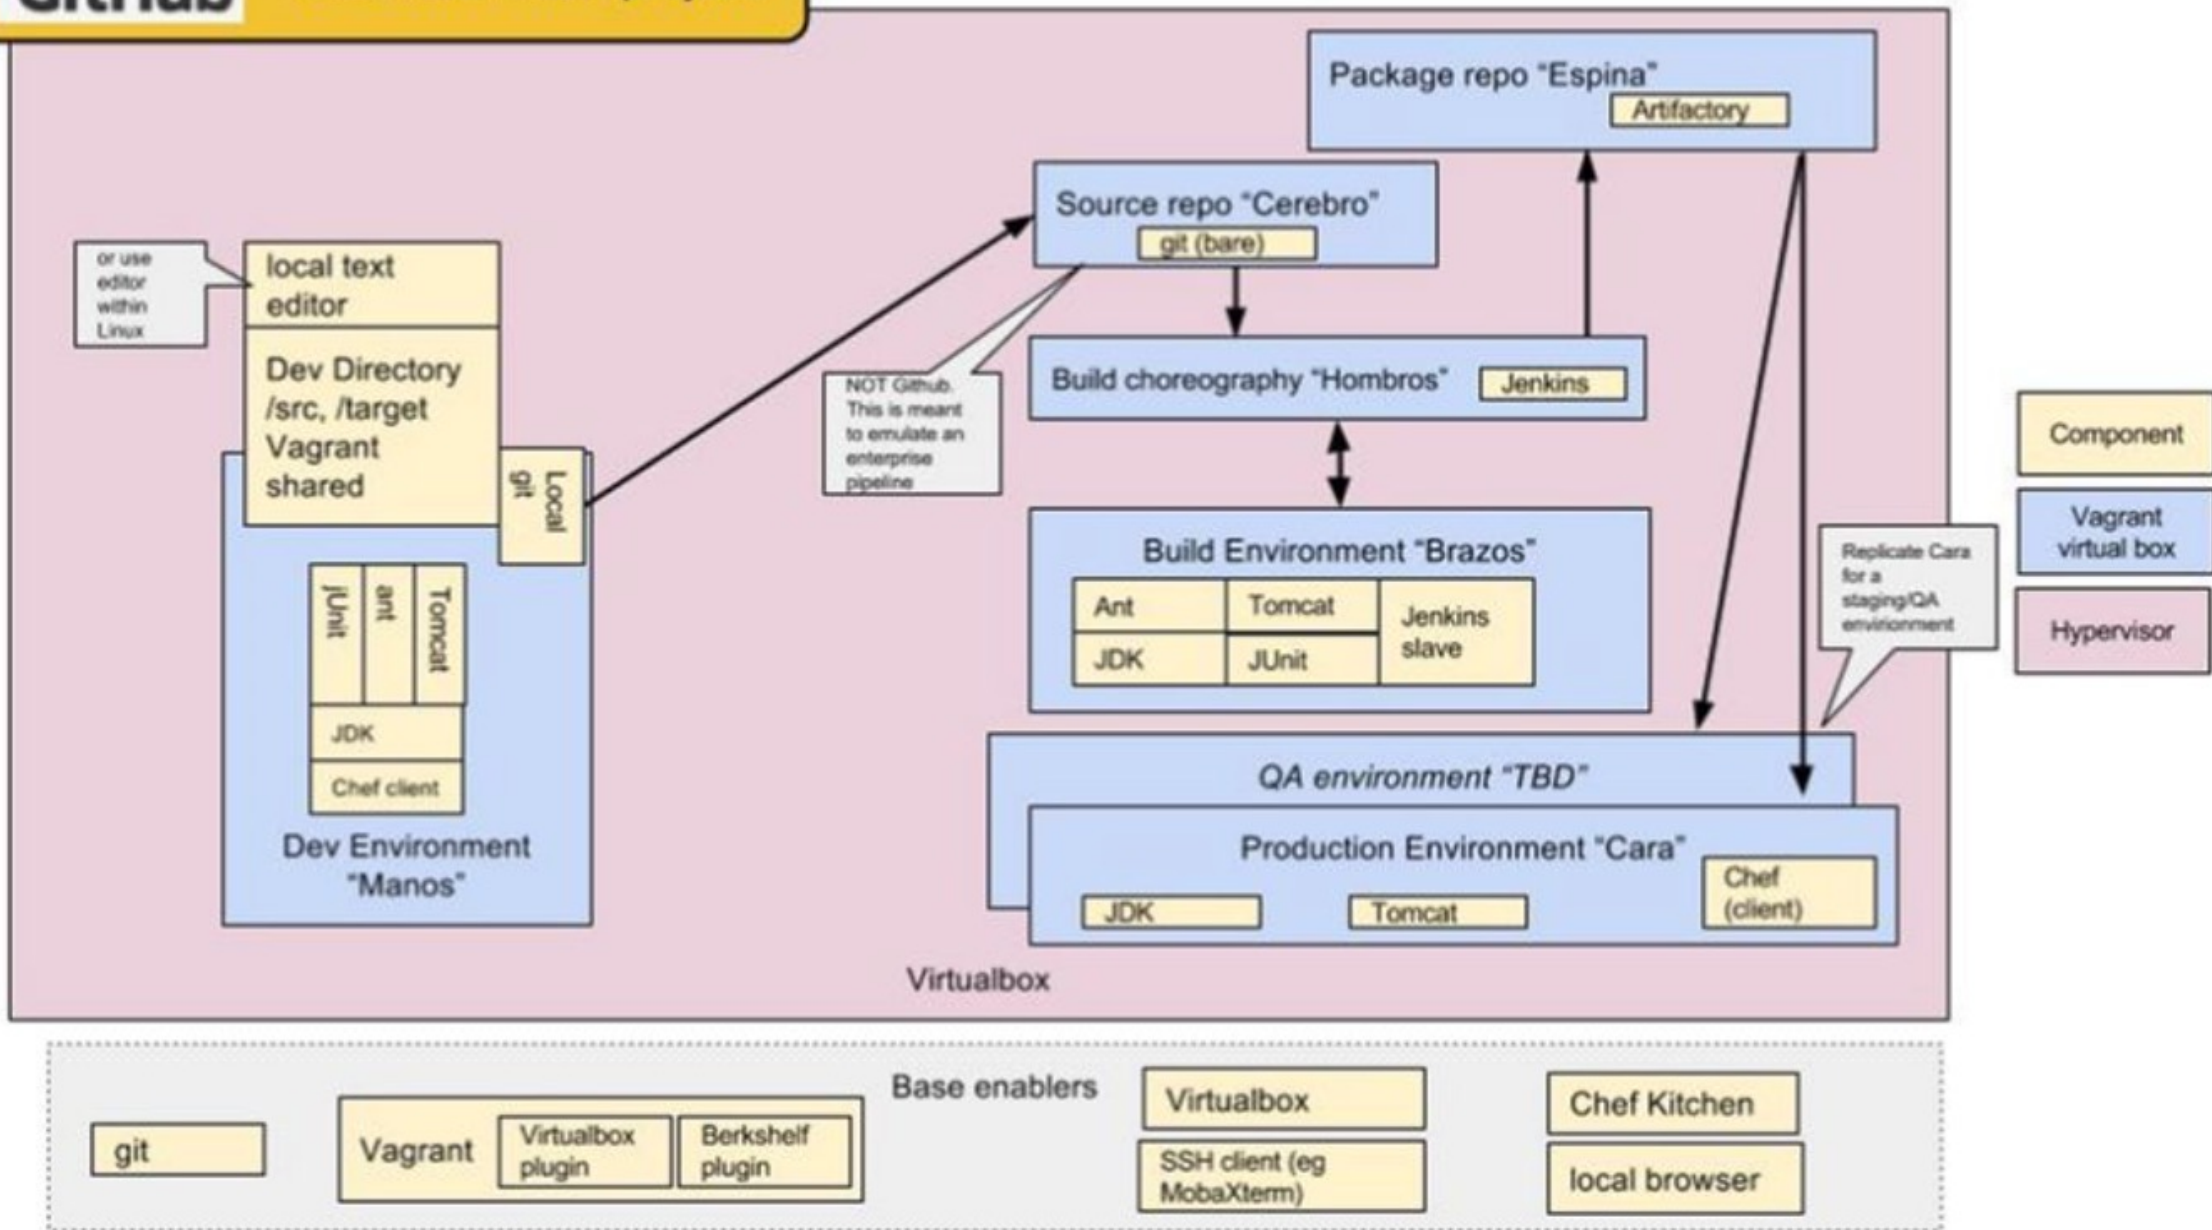 GitHub
Package repo “Espina”
Artifactory
Source repo “Cerebro”
git (bare)
or use
editor
within
Linux
local text
editor
Dev Directory
/src, /target
Vagrant
shared
Local
git
NOT Github.
This is meant
to emulate an
enterprise
pipeline
Build choreography “Hombros”
Jenkins
Build Environment “Brazos”
Ant
Tomcat
Jenkins
slave
JDK
JUnit
jUnit
ant
Tomcat
JDK
Chef client
Dev Environment
“Manos”
Replicate Cara
for a
staging/QA
envirionment
QA environment “TBD”
Production Environment “Cara”
JDK
Tomcat
Chef
(client)
Virtualbox
Component
Vagrant
virtual box
Hypervisor
Base enablers
git
Vagrant
Virtualbox
plugin
Berkshelf
plugin
Virtualbox
SSH client (eg
MobaXterm)
Chef Kitchen
local browser